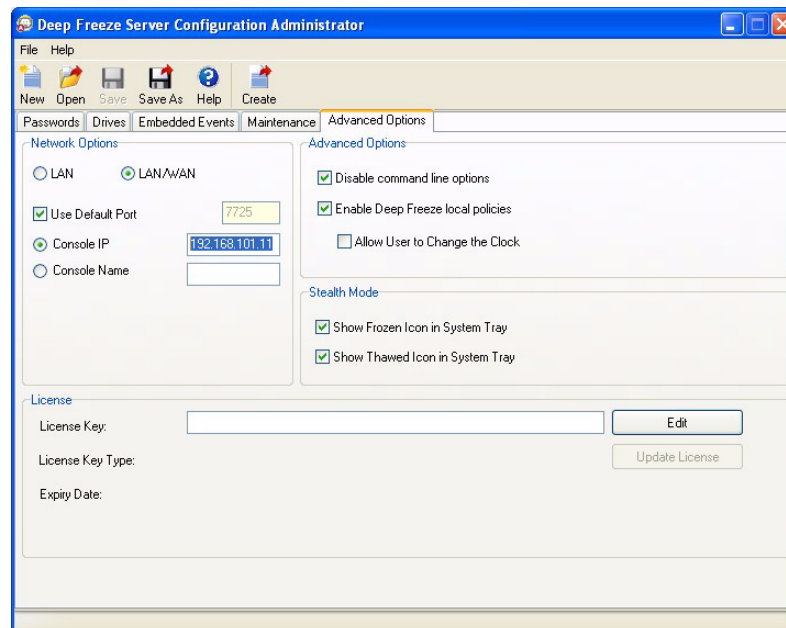 Deep Freeze Server Configuration Administrator
File Help
New Open Save Save As Help Create
Passwords Drives Embedded Events Maintenance Advanced Options
Network Options
LAN LAN/WAN
Use Default Port 7725
Console IP 192.168.101.11
Console Name
Advanced Options
Disable command line options
Enable Deep Freeze local policies
Allow User to Change the Clock
Stealth Mode
Show Frozen Icon in System Tray
Show Thawed Icon in System Tray
License
License Key: Edit
License Key Type: Update License
Expiry Date: